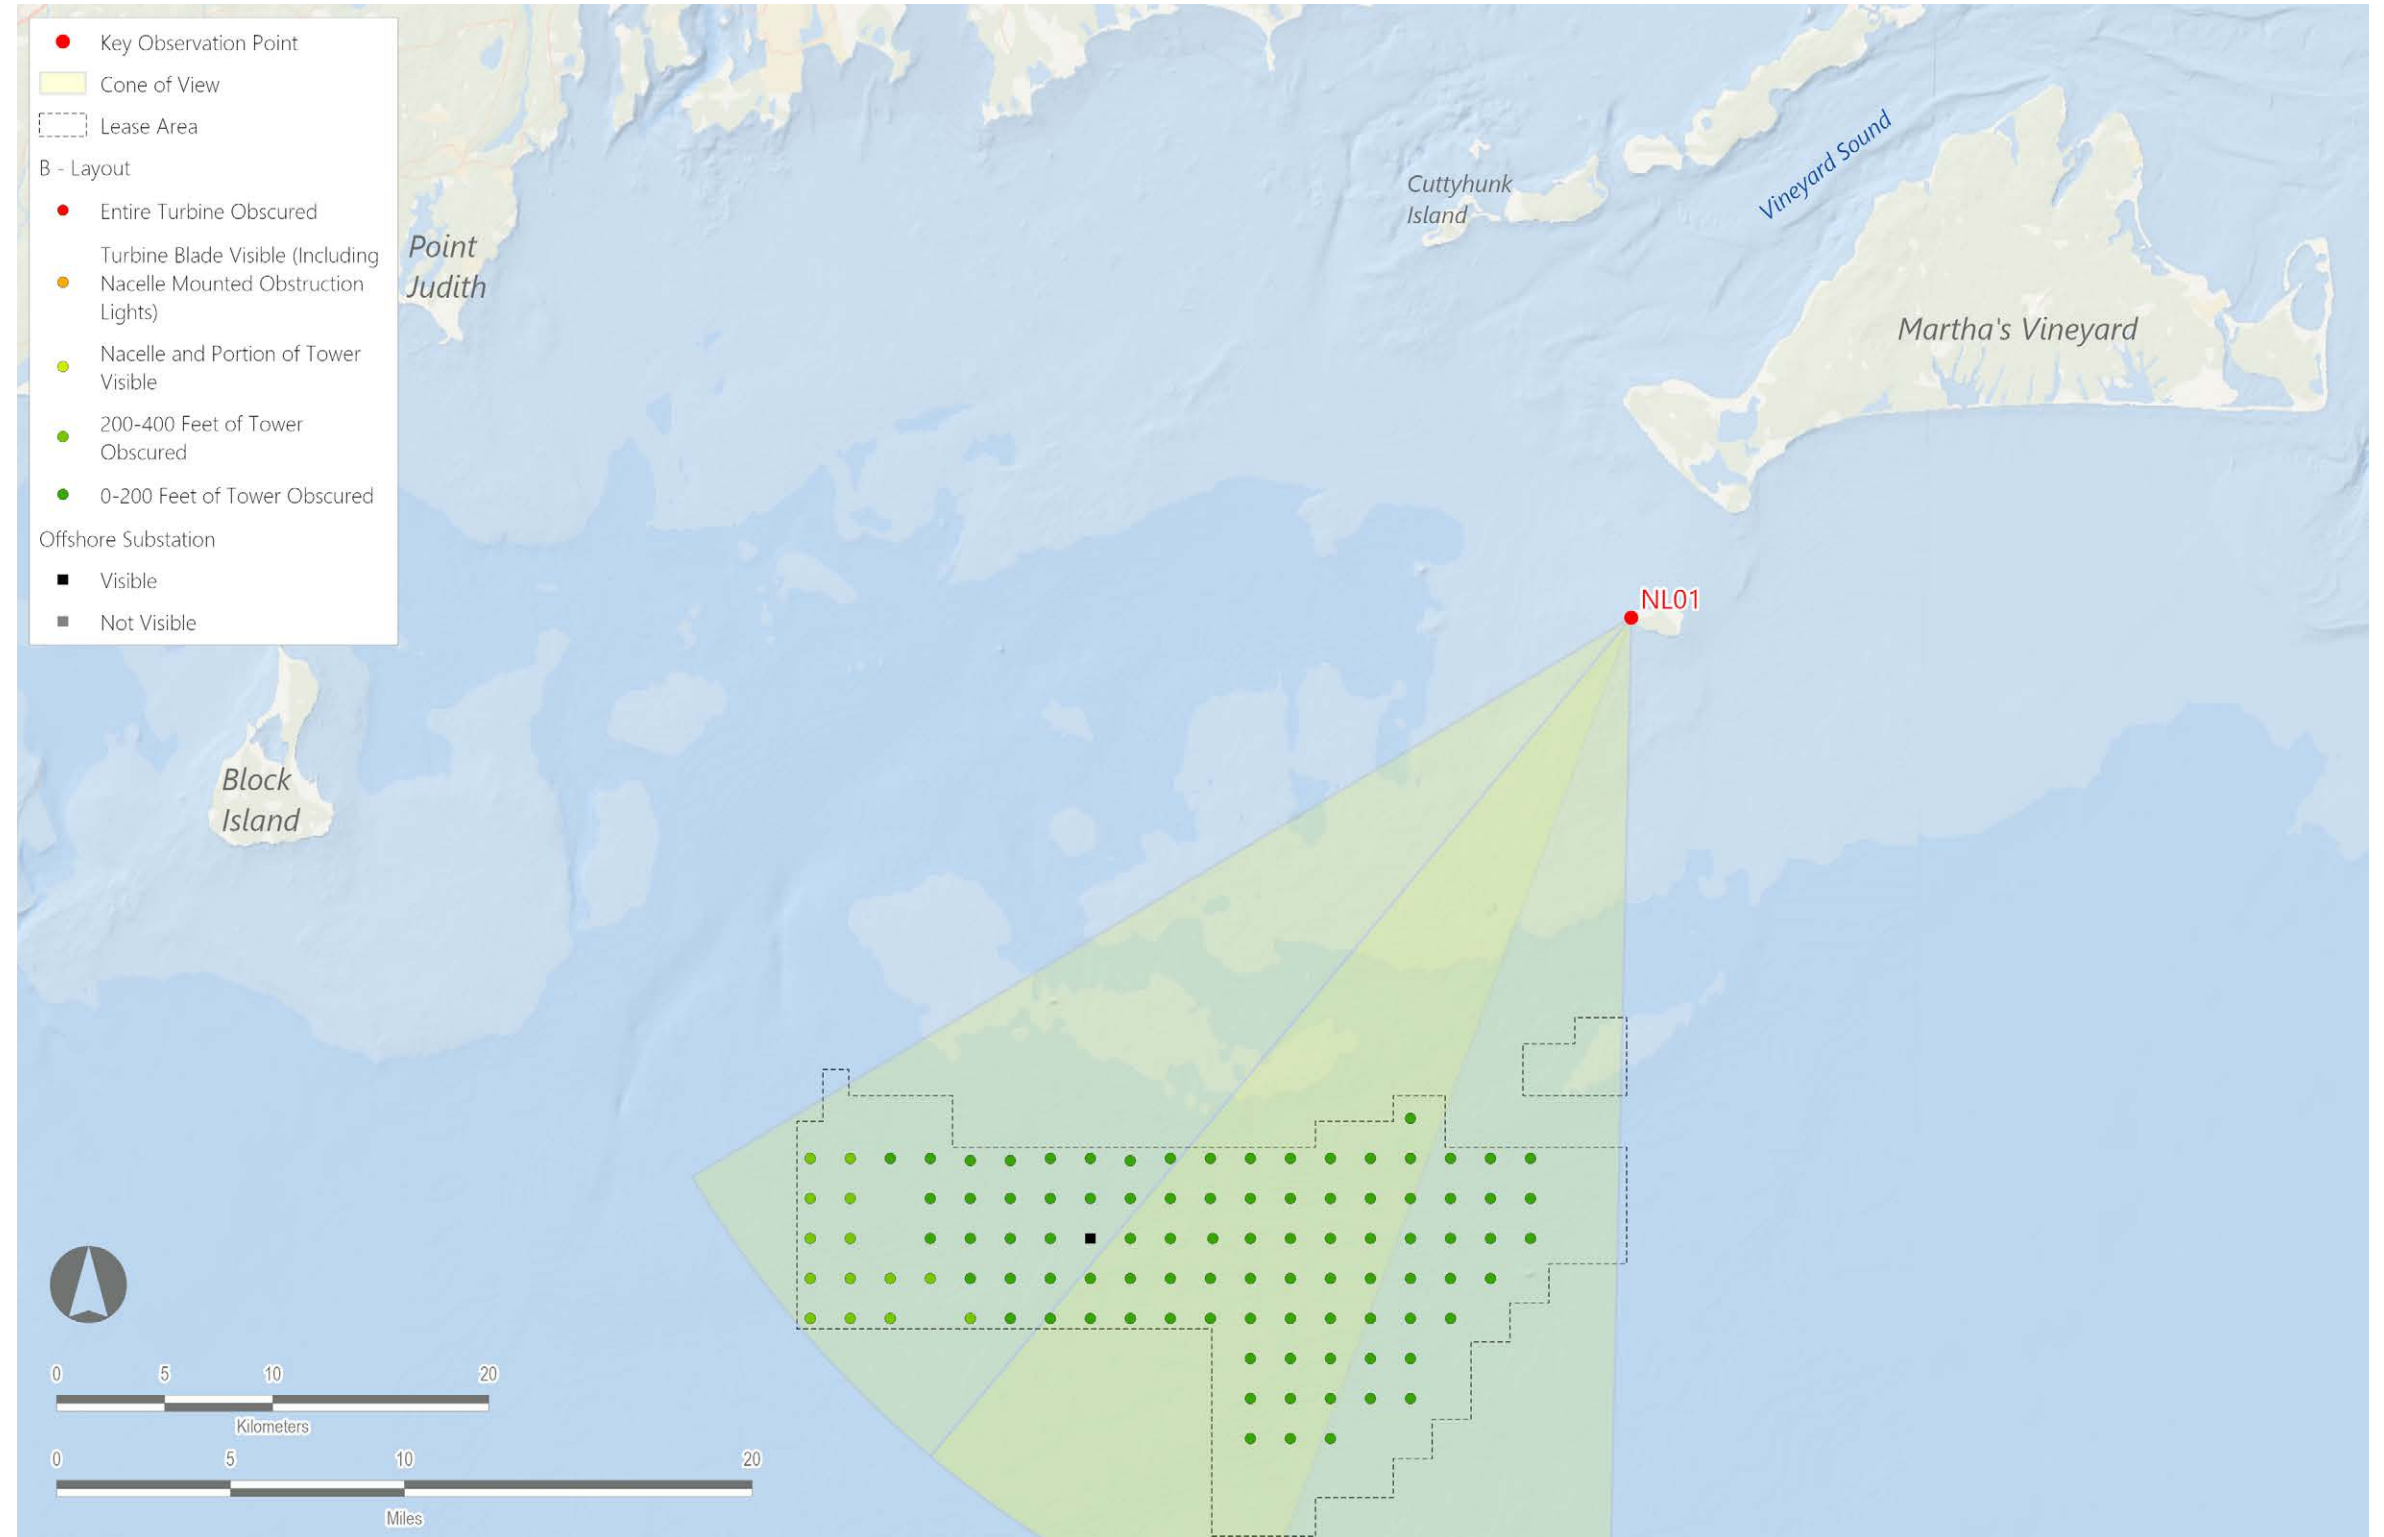 Key Observation Point
Cone of View
Lease Area
B - Layout
Entire Turbine Obscured
Turbine Blade Visible (Including
Nacelle Mounted Obstruction
Lights)
Nacelle and Portion of Tower
Visible
200-400 Feet of Tower
Obscured
0-200 Feet of Tower Obscured
Offshore Substation
Visible
Not Visible
Point
Judith
Cuttyhunk
Island
Vineyard Sound
Martha's Vineyard
NL01
Block
Island
0 5 10 20
Kilometers
0 5 10 20
Miles